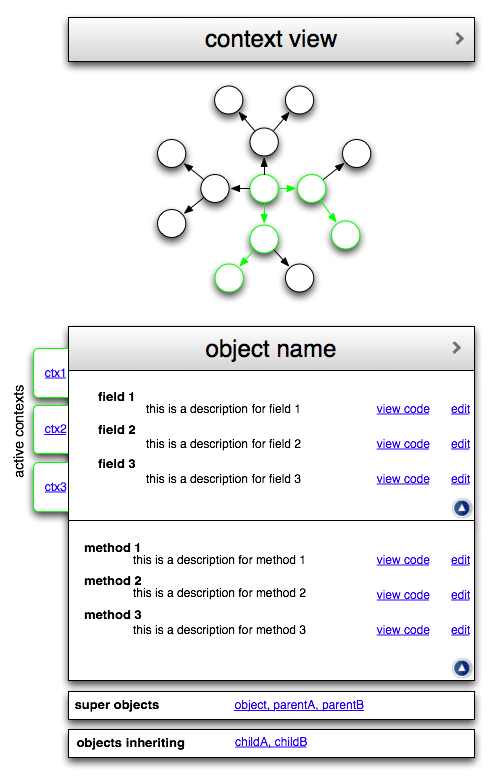 context view
object name
active contexts
ctx1
ctx2
ctx3
field 1
this is a description for field 1 view code edit
field 2
this is a description for field 2 view code edit
field 3
this is a description for field 3 view code edit
method 1
this is a description for method 1 view code edit
method 2
this is a description for method 2 view code edit
method 3
this is a description for method 3 view code edit
super objects object, parentA, parentB
objects inheriting childA, childB